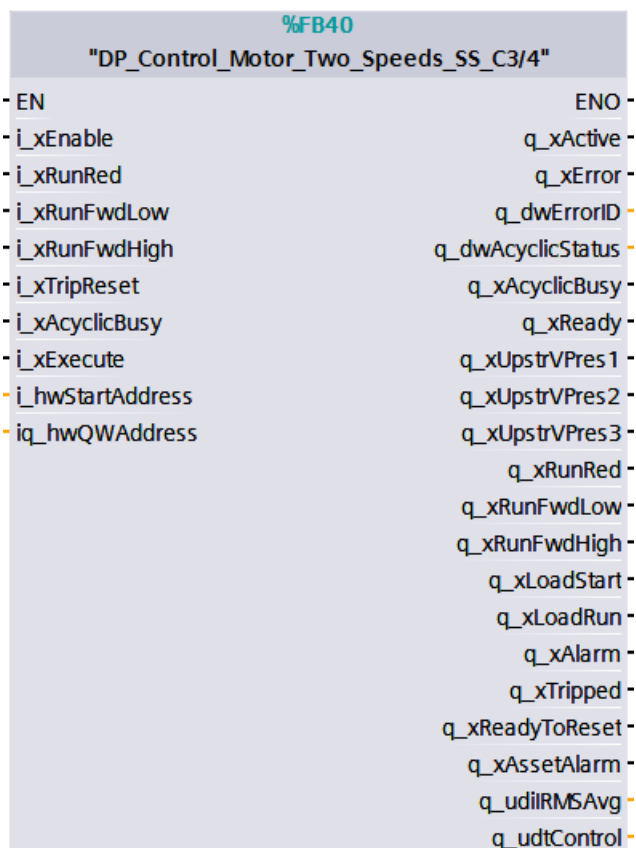 %FB40
"DP_Control_Motor_Two_Speeds_SS_C3/4"
EN ENO
i_xEnable q_xActive
i_xRunRed q_xError
i_xRunFwdLow q_dwErrorID
i_xRunFwdHigh q_dwAcyclicStatus
i_xTripReset q_xAcyclicBusy
i_xAcyclicBusy q_xReady
i_xExecute q_xUpstrVPres1
i_hwStartAddress q_xUpstrVPres2
iq_hwQWAddress q_xUpstrVPres3
q_xRunRed
q_xRunFwdLow
q_xRunFwdHigh
q_xLoadStart
q_xLoadRun
q_xAlarm
q_xTripped
q_xReadyToReset
q_xAssetAlarm
q_udiIRMSAvg
q_udtControl